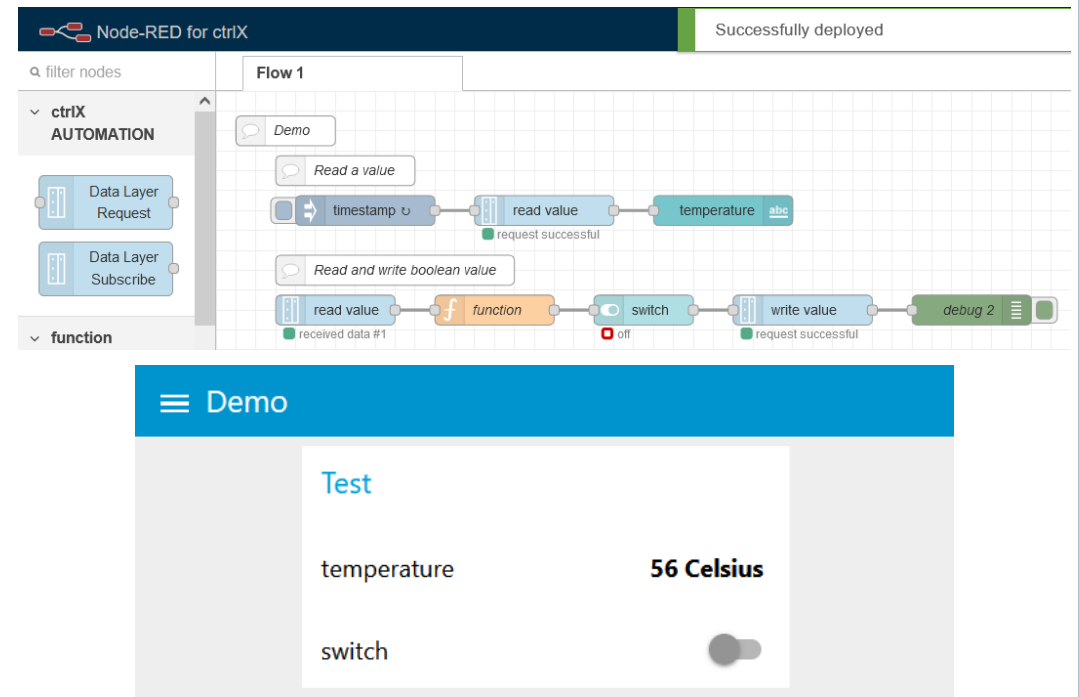 Node-RED for ctrlX
Successfully deployed
filter nodes
Flow 1
ctrlX
AUTOMATION
Data Layer
Request
Data Layer
Subscribe
function
Demo
Read a value
timestamp ↻
read value
temperature
abc
request successful
Read and write boolean value
read value
f
function
switch
write value
debug 2
received data #1
off
request successful
Demo
Test
temperature
56 Celsius
switch